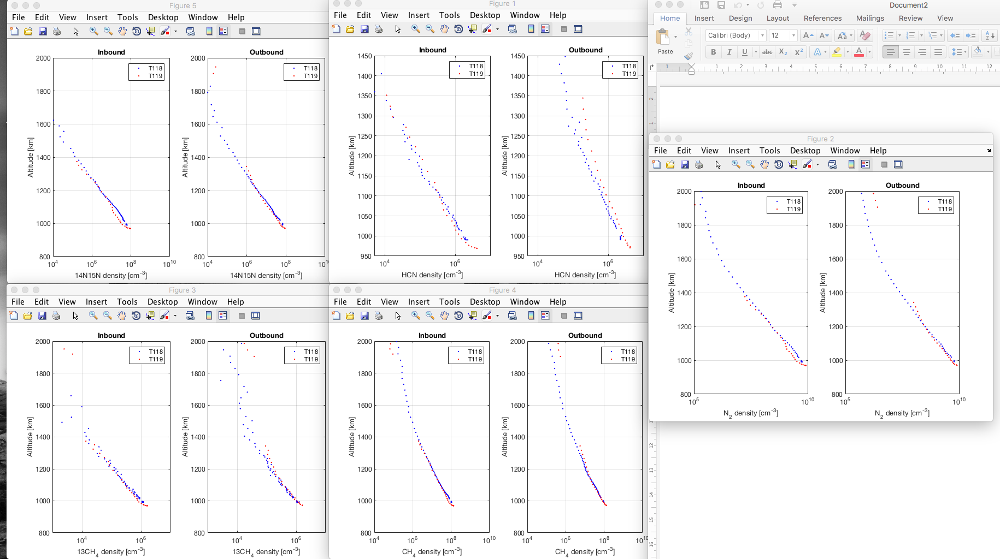 Figure 5
File Edit View Insert Tools Desktop Window Help
Inbound
Outbound
T118
T119
T118
T119
2000
1800
1600
1400
1200
1000
800
Altitude [km]
10^4 10^6 10^8 10^10
14N15N density [cm^-3]
2000
1800
1600
1400
1200
1000
800
Altitude [km]
10^4 10^6 10^8 10^1
14N15N density [cm^-3]
Figure 1
File Edit View Insert Tools Desktop Window Help
Inbound
Outbound
T118
T119
T118
T119
1450
1400
1350
1300
1250
1200
1150
1100
1050
1000
950
Altitude [km]
10^4 10^6
HCN density [cm^-3]
1450
1400
1350
1300
1250
1200
1150
1100
1050
1000
950
Altitude [km]
10^4 10^6
HCN density [cm^-3]
Document2
Home Insert Design Layout References Mailings Review View
Paste
Calibri (Body) 12
B I U abc X_2 X^2 A A
1 1 2 3 4 5 6 7 8 9 10 11 12
2
1
Figure 2
File Edit View Insert Tools Desktop Window Help
Inbound
Outbound
T118
T119
T118
T119
2000
1800
1600
1400
1200
1000
800
Altitude [km]
10^5 10^10
N_2 density [cm^-3]
2000
1800
1600
1400
1200
1000
800
Altitude [km]
10^5 10^10
N_2 density [cm^-3]
12
13
14
15
16
Figure 3
File Edit View Insert Tools Desktop Window Help
Inbound
Outbound
T118
T119
T118
T119
2000
1800
1600
1400
1200
1000
800
Altitude [km]
10^4 10^6
13CH_4 density [cm^-3]
2000
1800
1600
1400
1200
1000
800
Altitude [km]
10^4 10^6
13CH_4 density [cm^-3]
Figure 4
File Edit View Insert Tools Desktop Window Help
Inbound
Outbound
T118
T119
T118
T119
2000
1800
1600
1400
1200
1000
800
Altitude [km]
10^4 10^6 10^8 10^10
CH_4 density [cm^-3]
2000
1800
1600
1400
1200
1000
800
Altitude [km]
10^4 10^6 10^8 10
CH_4 density [cm^-3]